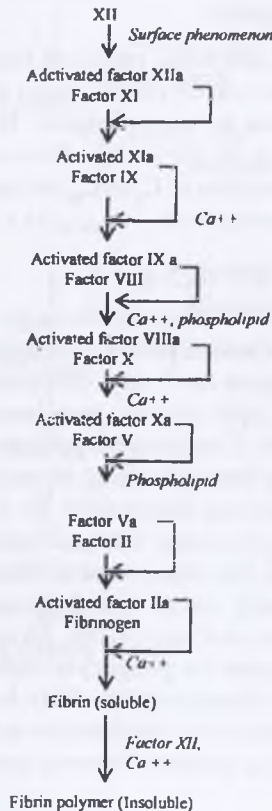 XII
Surface phenomenon
Adctivated factor XIIa
Factor XI
Activated XIa
Factor IX
Ca++
Activated factor IX a
Factor VIII
Ca++, phospholipid
Activated factor VIIIa
Factor X
Ca++
Activated factor Xa
Factor V
Phospholipid
Factor Va
Factor II
Activated factor IIa
Fibrinogen
Ca++
Fibrin (soluble)
Factor XII,
Ca++
Fibrin polymer (Insoluble)